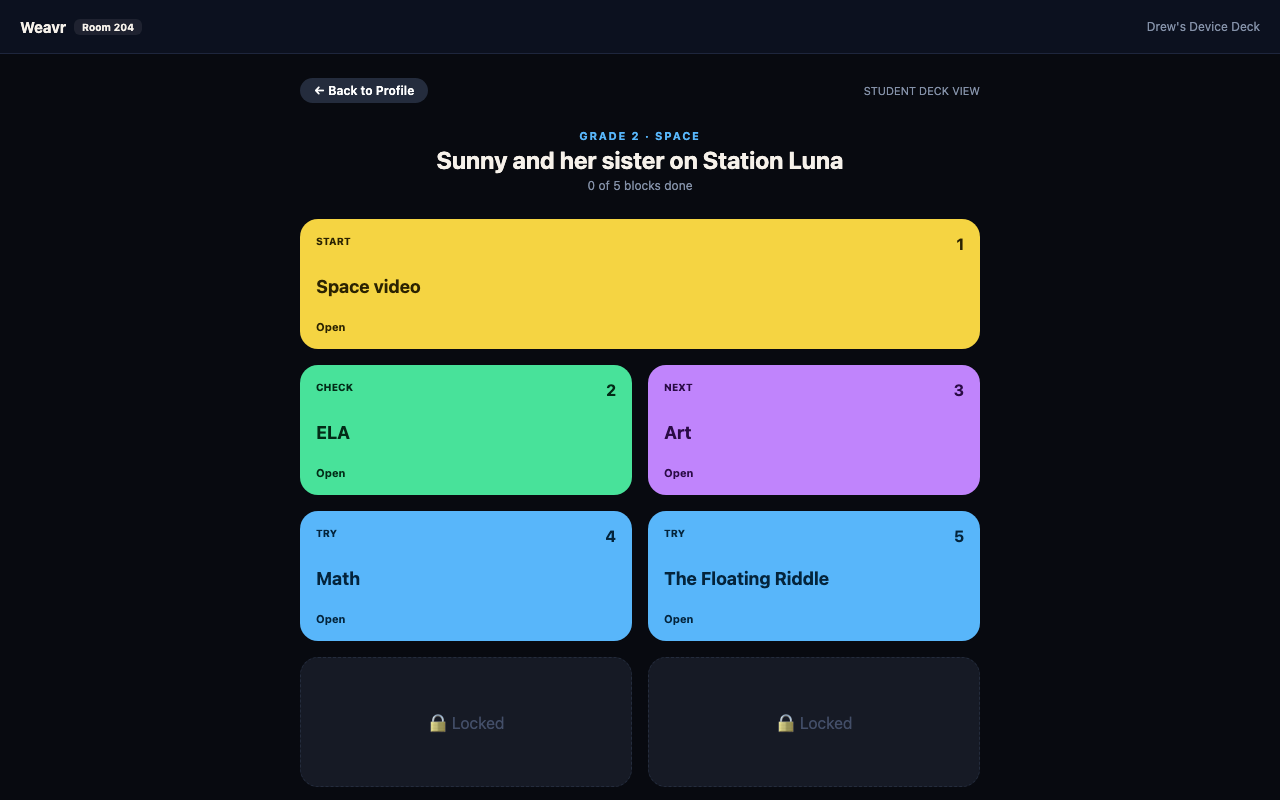 Weavr Room 204 Drew's Device Deck
← Back to Profile STUDENT DECK VIEW
GRADE 2 · SPACE
Sunny and her sister on Station Luna
0 of 5 blocks done
START 1
Space video
Open
CHECK 2
ELA
Open
NEXT 3
Art
Open
TRY 4
Math
Open
TRY 5
The Floating Riddle
Open
🔒 Locked
🔒 Locked